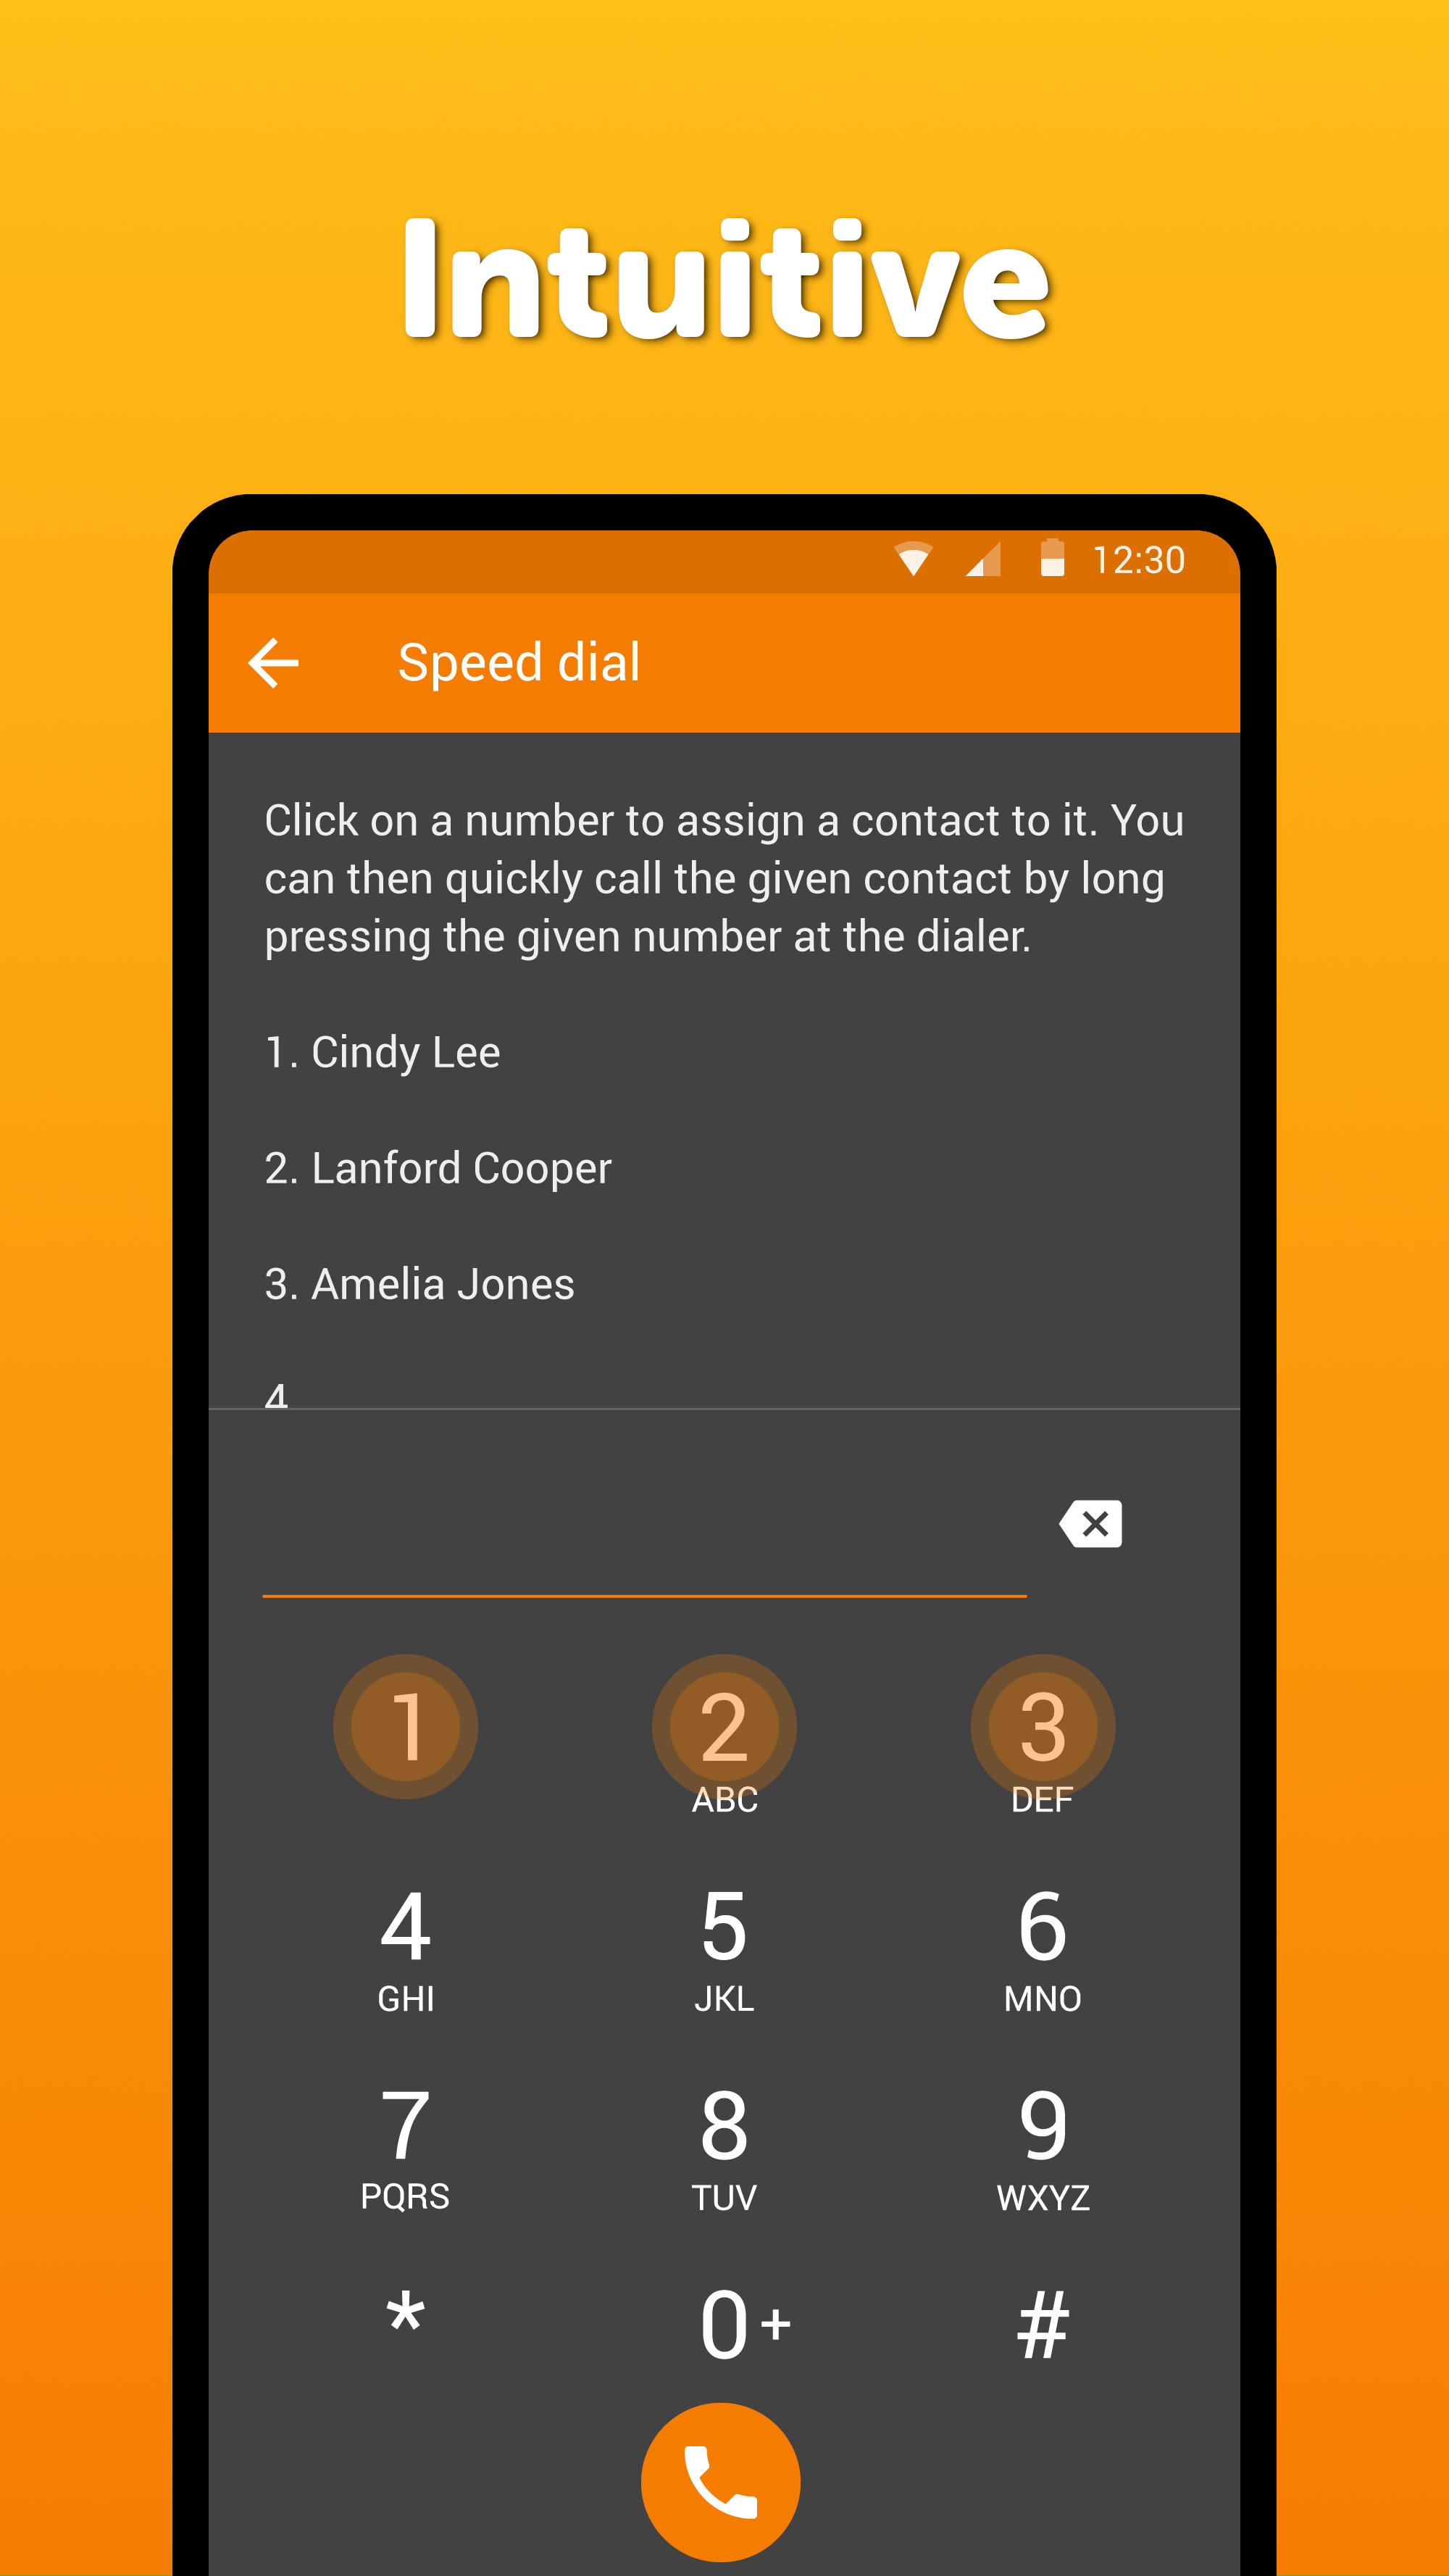 Intuitive
12:30
Speed dial
Click on a number to assign a contact to it. You
can then quickly call the given contact by long
pressing the given number at the dialer.
1. Cindy Lee
2. Lanford Cooper
3. Amelia Jones
4
1 2 3
ABC DEF
4 5 6
GHI JKL MNO
7 8 9
PQRS TUV WXYZ
* 0 + #